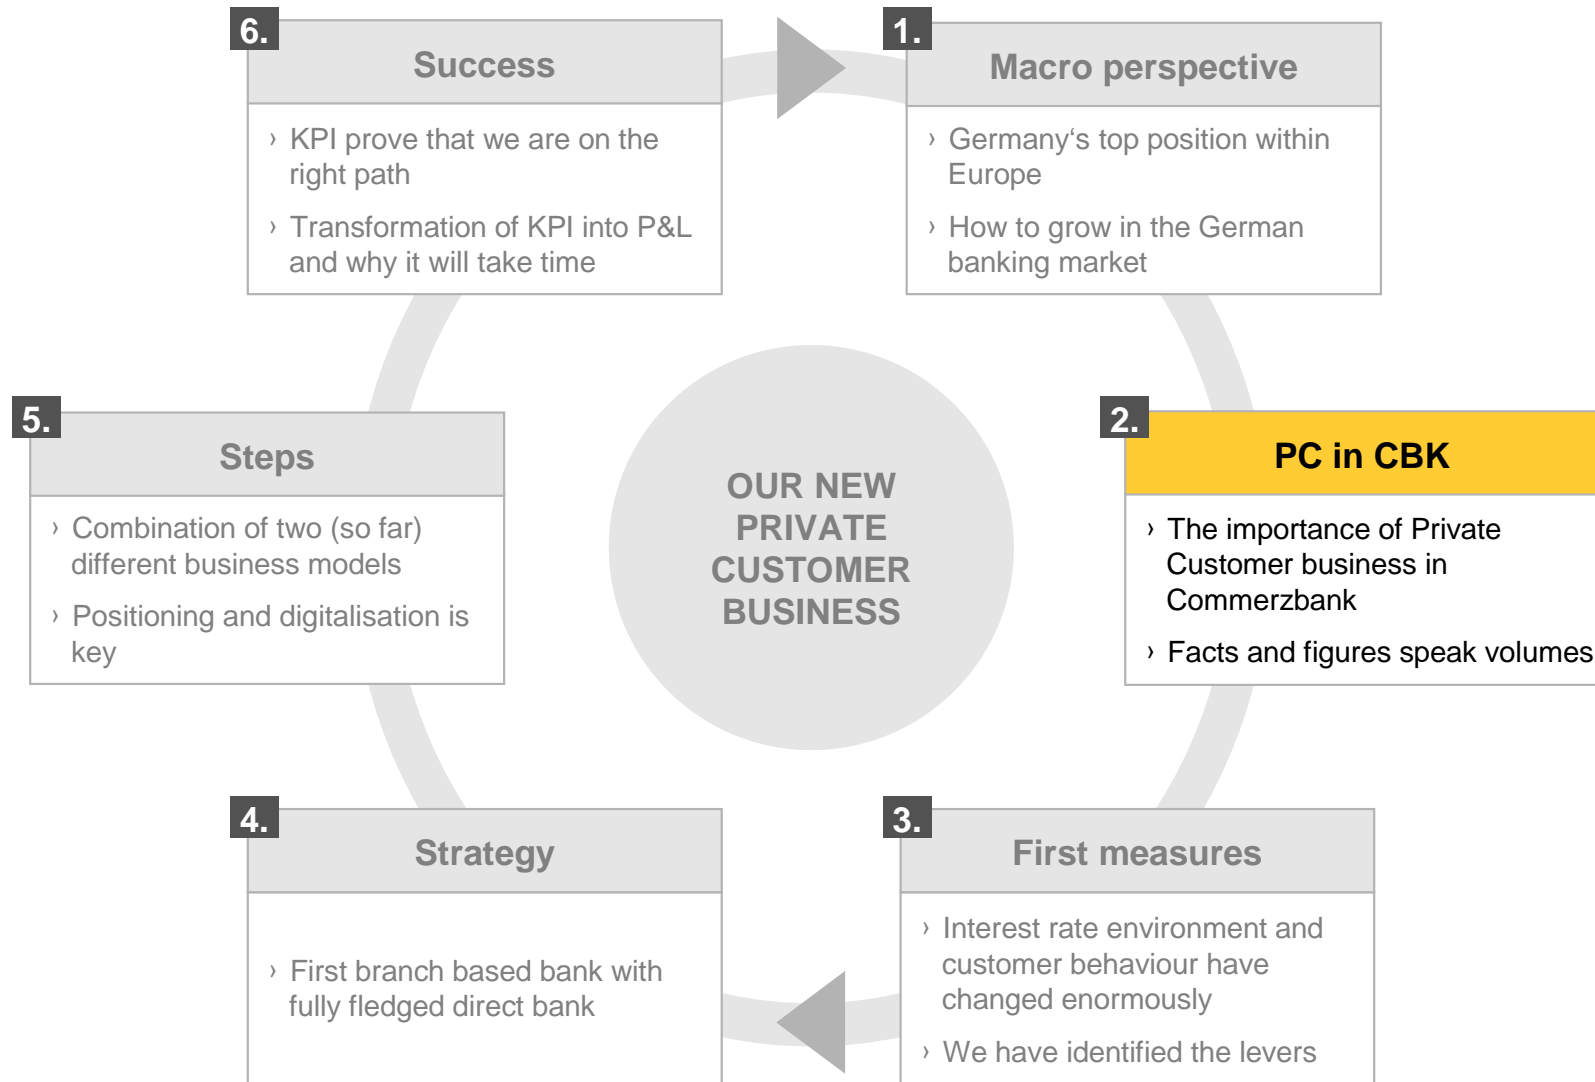 6.
Success
› KPI prove that we are on the
right path
› Transformation of KPI into P&L
and why it will take time
1.
Macro perspective
› Germany‘s top position within
Europe
› How to grow in the German
banking market
5.
Steps
› Combination of two (so far)
different business models
› Positioning and digitalisation is
key
OUR NEW
PRIVATE
CUSTOMER
BUSINESS
2.
PC in CBK
› The importance of Private
Customer business in
Commerzbank
› Facts and figures speak volumes
4.
Strategy
› First branch based bank with
fully fledged direct bank
3.
First measures
› Interest rate environment and
customer behaviour have
changed enormously
› We have identified the levers